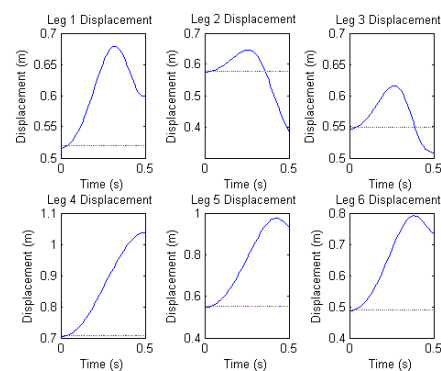 Leg 1 Displacement
0.7
0.65
0.6
0.55
0.5
0
0.5
Displacement (m)
Time (s)
Leg 2 Displacement
0.7
0.6
0.5
0.4
0
0.5
Displacement (m)
Time (s)
Leg 3 Displacement
0.7
0.65
0.6
0.55
0.5
0
0.5
Displacement (m)
Time (s)
Leg 4 Displacement
1.1
1
0.9
0.8
0.7
0
0.5
Displacement (m)
Time (s)
Leg 5 Displacement
1
0.8
0.6
0.4
0
0.5
Displacement (m)
Time (s)
Leg 6 Displacement
0.8
0.7
0.6
0.5
0.4
0
0.5
Displacement (m)
Time (s)